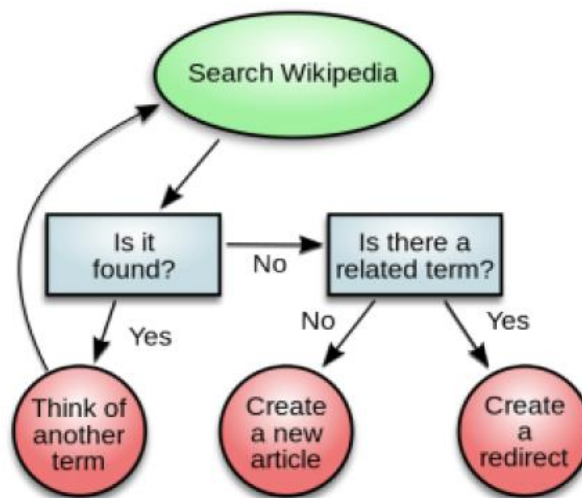 Search Wikipedia
Is it
found?
No
Is there a
related term?
Yes
No
Yes
Think of
another
term
Create
a new
article
Create
a
redirect